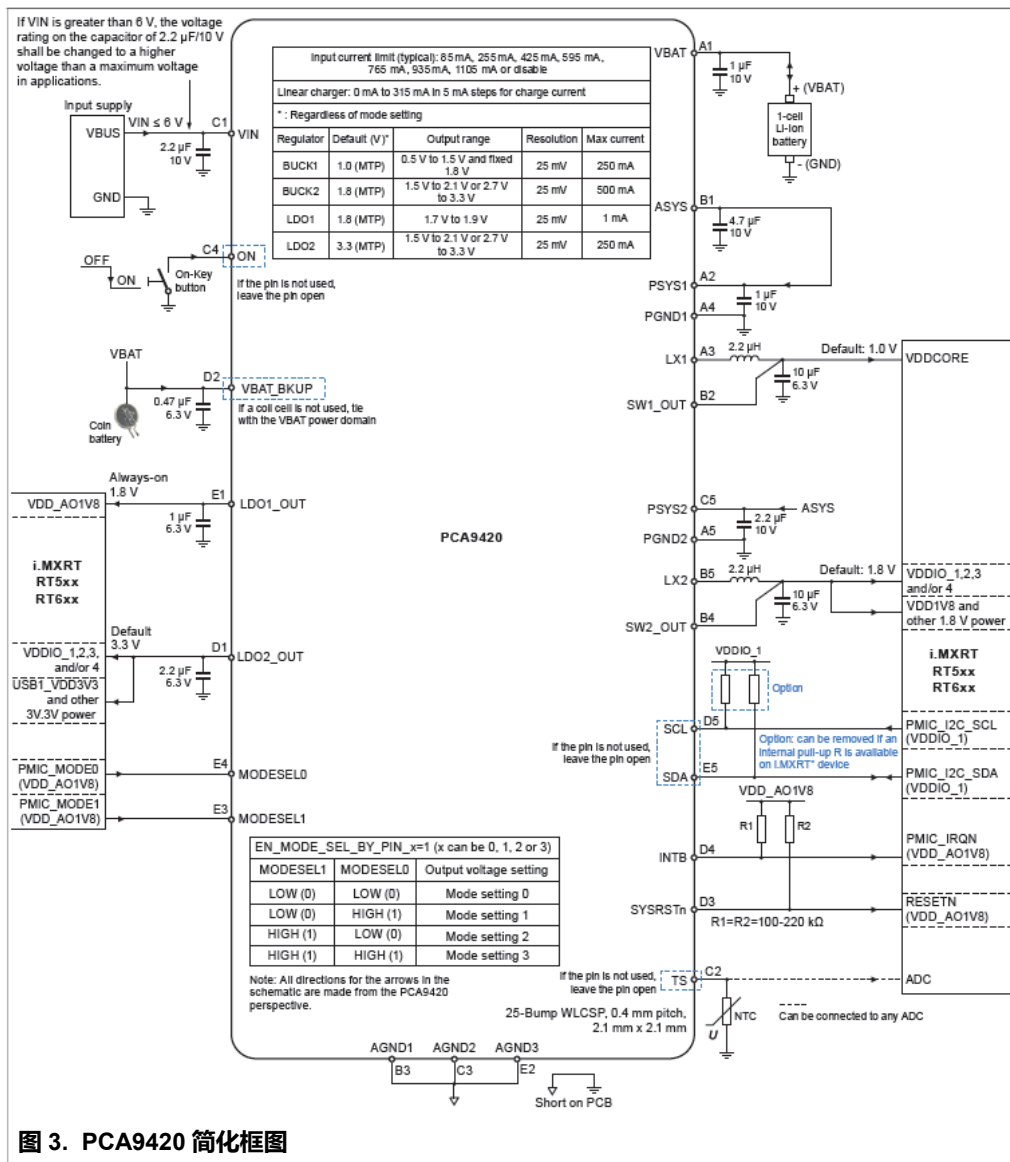 If VIN is greater than 6 V, the voltage
rating on the capacitor of 2.2 µF/10 V
shall be changed to a higher
voltage than a maximum voltage
in applications.
Input supply
VBUS
VIN ≤ 6 V
C1
VIN
2.2 µF
10 V
GND
Input current limit (typical): 85 mA, 255 mA, 425 mA, 595 mA,
765 mA, 935 mA, 1105 mA or disable
Linear charger: 0 mA to 315 mA in 5 mA steps for charge current
* : Regardless of mode setting
Regulator Default (V)* Output range Resolution Max current
BUCK1 1.0 (MTP) 0.5 V to 1.5 V and fixed 1.8 V 25 mV 250 mA
BUCK2 1.8 (MTP) 1.5 V to 2.1 V or 2.7 V to 3.3 V 25 mV 500 mA
LDO1 1.8 (MTP) 1.7 V to 1.9 V 25 mV 1 mA
LDO2 3.3 (MTP) 1.5 V to 2.1 V or 2.7 V to 3.3 V 25 mV 250 mA
VBAT
A1
1 µF
10 V
+ (VBAT)
1-cell
Li-Ion
battery
- (GND)
ASYS
B1
4.7 µF
10 V
PSYS1
A2
1 µF
10 V
PGND1
A4
OFF
ON
On-Key
button
C4
ON
If the pin is not used,
leave the pin open
LX1
A3
2.2 µH
Default: 1.0 V
VDDCORE
10 µF
6.3 V
SW1_OUT
B2
VBAT
D2
VBAT_BKUP
0.47 µF
6.3 V
Coin
battery
If a coil cell is not used, tie
with the VBAT power domain
Always-on
1.8 V
VDD_AO1V8
E1
LDO1_OUT
1 µF
6.3 V
PCA9420
PSYS2
C5
ASYS
2.2 µF
10 V
PGND2
A5
i.MXRT
RT5xx
RT6xx
LX2
B5
2.2 µH
Default: 1.8 V
VDDIO_1,2,3
and/or 4
10 µF
6.3 V
VDD1V8 and
other 1.8 V power
SW2_OUT
B4
Default
3.3 V
VDDIO_1,2,3,
and/or 4
D1
LDO2_OUT
2.2 µF
6.3 V
USB1_VDD3V3
and other
3V.3V power
VDDIO_1
Option
i.MXRT
RT5xx
RT6xx
SCL
D5
PMIC_I2C_SCL
(VDDIO_1)
If the pin is not used,
leave the pin open
Option: can be removed if an
internal pull-up R is available
on i.MXRT* device
SDA
E5
PMIC_I2C_SDA
(VDDIO_1)
PMIC_MODE0
(VDD_AO1V8)
E4
MODESEL0
PMIC_MODE1
(VDD_AO1V8)
E3
MODESEL1
VDD_AO1V8
R1
R2
INTB
D4
PMIC_IRQN
(VDD_AO1V8)
EN_MODE_SEL_BY_PIN_x=1 (x can be 0, 1, 2 or 3)
MODESEL1 MODESEL0 Output voltage setting
LOW (0) LOW (0) Mode setting 0
LOW (0) HIGH (1) Mode setting 1
HIGH (1) LOW (0) Mode setting 2
HIGH (1) HIGH (1) Mode setting 3
SYSRSTn
D3
R1=R2=100-220 kΩ
RESETN
(VDD_AO1V8)
Note: All directions for the arrows in the
schematic are made from the PCA9420
perspective.
If the pin is not used,
leave the pin open
TS
C2
ADC
NTC
U
Can be connected to any ADC
25-Bump WLCSP, 0.4 mm pitch,
2.1 mm x 2.1 mm
AGND1 AGND2 AGND3
B3 C3 E2
Short on PCB
图 3. PCA9420 简化框图